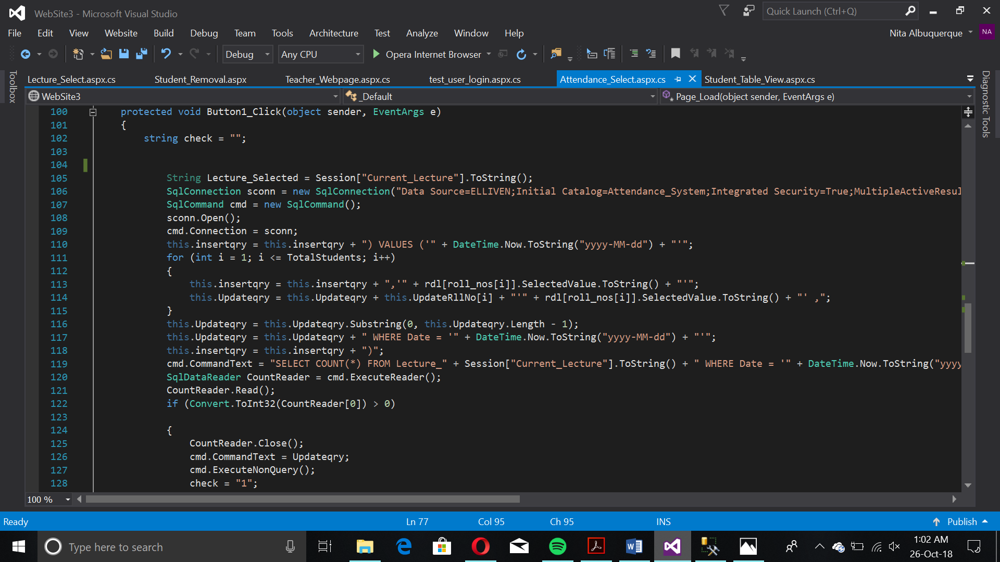 WebSite3 - Microsoft Visual Studio
Quick Launch (Ctrl+Q)
File Edit View Website Build Debug Team Tools Architecture Test Analyze Window Help
Nita Albuquerque NA
Debug Any CPU Opera Internet Browser
Toolbox
Lecture_Select.aspx.cs Student_Removal.aspx Teacher_Webpage.aspx.cs test_user_login.aspx.cs Attendance_Select.aspx.cs Student_Table_View.aspx.cs
Diagnostic Tools
WebSite3 _Default Page_Load(object sender, EventArgs e)
100 protected void Button1_Click(object sender, EventArgs e)
101 {
102 string check = "";
103
104
105 String Lecture_Selected = Session["Current_Lecture"].ToString();
106 SqlConnection sconn = new SqlConnection("Data Source=ELLIVEN;Initial Catalog=Attendance_System;Integrated Security=True;MultipleActiveResul
107 SqlCommand cmd = new SqlCommand();
108 sconn.Open();
109 cmd.Connection = sconn;
110 this.insertqry = this.insertqry + ") VALUES ('" + DateTime.Now.ToString("yyyy-MM-dd") + "'";
111 for (int i = 1; i <= TotalStudents; i++)
112 {
113 this.insertqry = this.insertqry + ",'" + rdl[roll_nos[i]].SelectedValue.ToString() + "'";
114 this.Updateqry = this.Updateqry + this.UpdateRllNo[i] + "'" + rdl[roll_nos[i]].SelectedValue.ToString() + "' ,";
115 }
116 this.Updateqry = this.Updateqry.Substring(0, this.Updateqry.Length - 1);
117 this.Updateqry = this.Updateqry + " WHERE Date = '" + DateTime.Now.ToString("yyyy-MM-dd") + "'";
118 this.insertqry = this.insertqry + ")";
119 cmd.CommandText = "SELECT COUNT(*) FROM Lecture_" + Session["Current_Lecture"].ToString() + " WHERE Date = '" + DateTime.Now.ToString("yyyy
120 SqlDataReader CountReader = cmd.ExecuteReader();
121 CountReader.Read();
122 if (Convert.ToInt32(CountReader[0]) > 0)
123
124 {
125 CountReader.Close();
126 cmd.CommandText = Updateqry;
127 cmd.ExecuteNonQuery();
128 check = "1";
100 %
Ready Ln 77 Col 95 Ch 95 INS Publish
Type here to search
1:02 AM
26-Oct-18